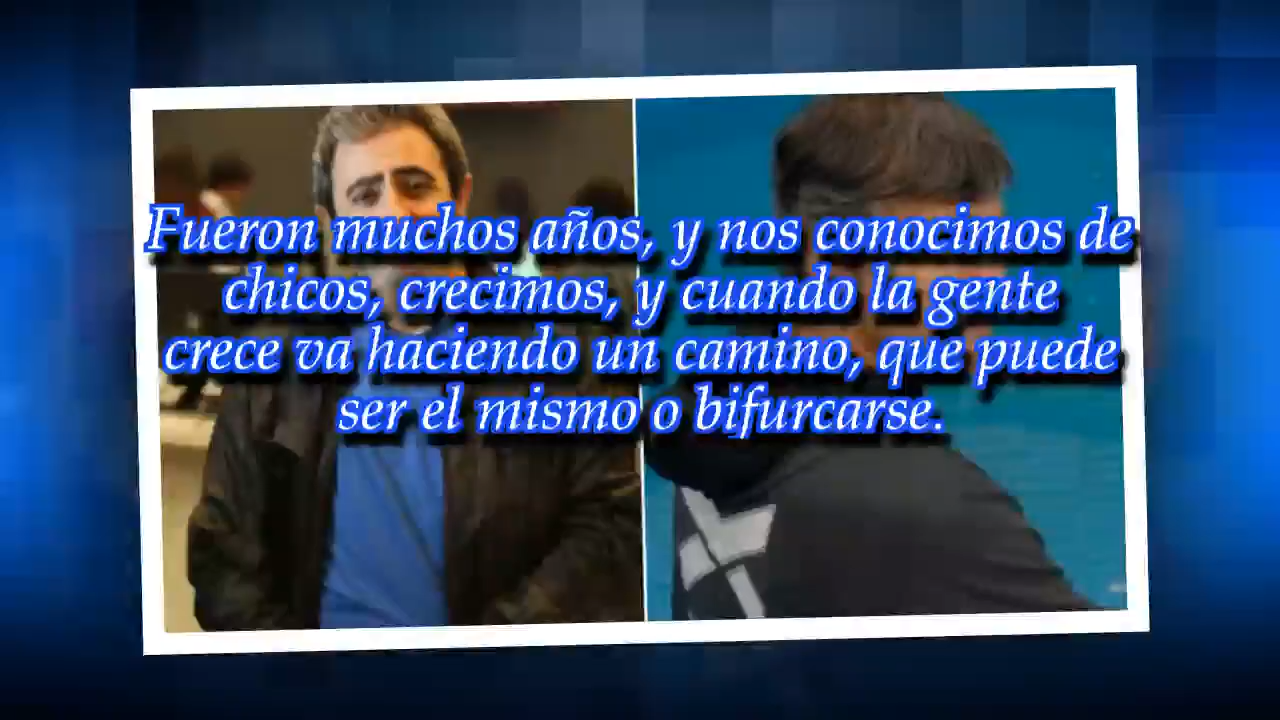 Fueron muchos años, y nos conocimos de
chicos, crecimos, y cuando la gente
crece va haciendo un camino, que puede
ser el mismo o bifurcarse.